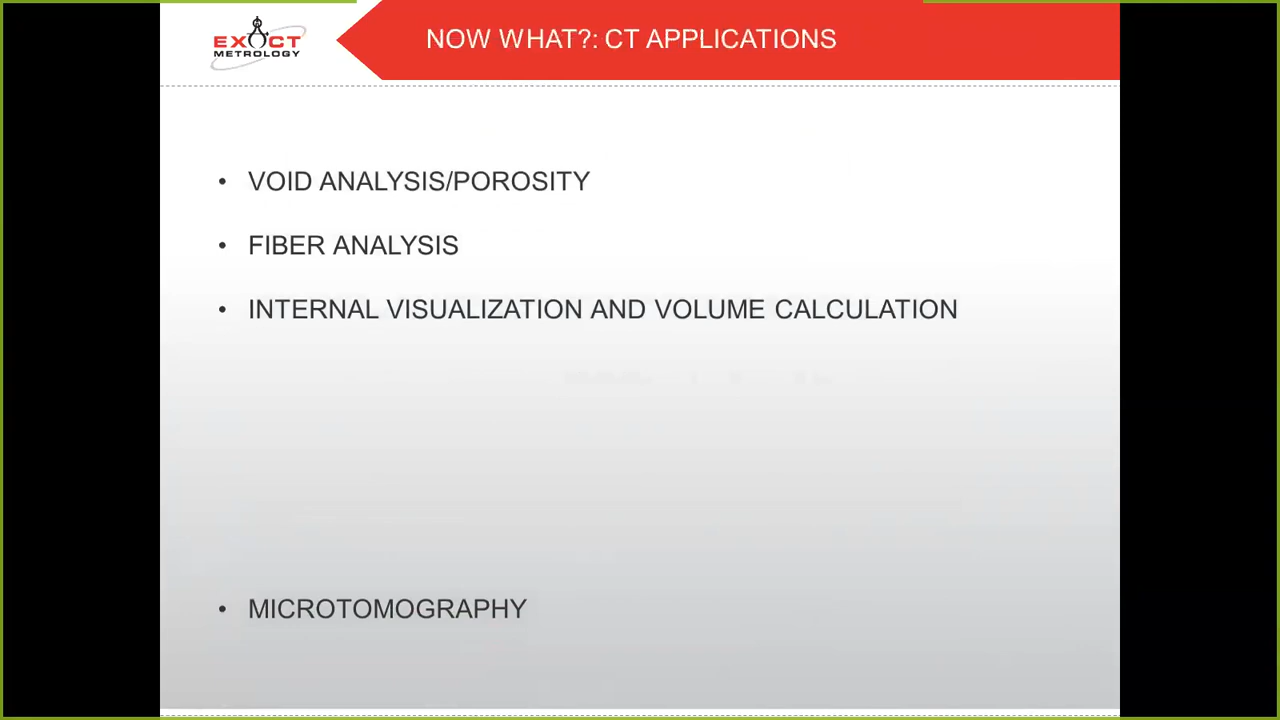 EXACT
METROLOGY
NOW WHAT?: CT APPLICATIONS
• VOID ANALYSIS/POROSITY
• FIBER ANALYSIS
• INTERNAL VISUALIZATION AND VOLUME CALCULATION
• MICROTOMOGRAPHY